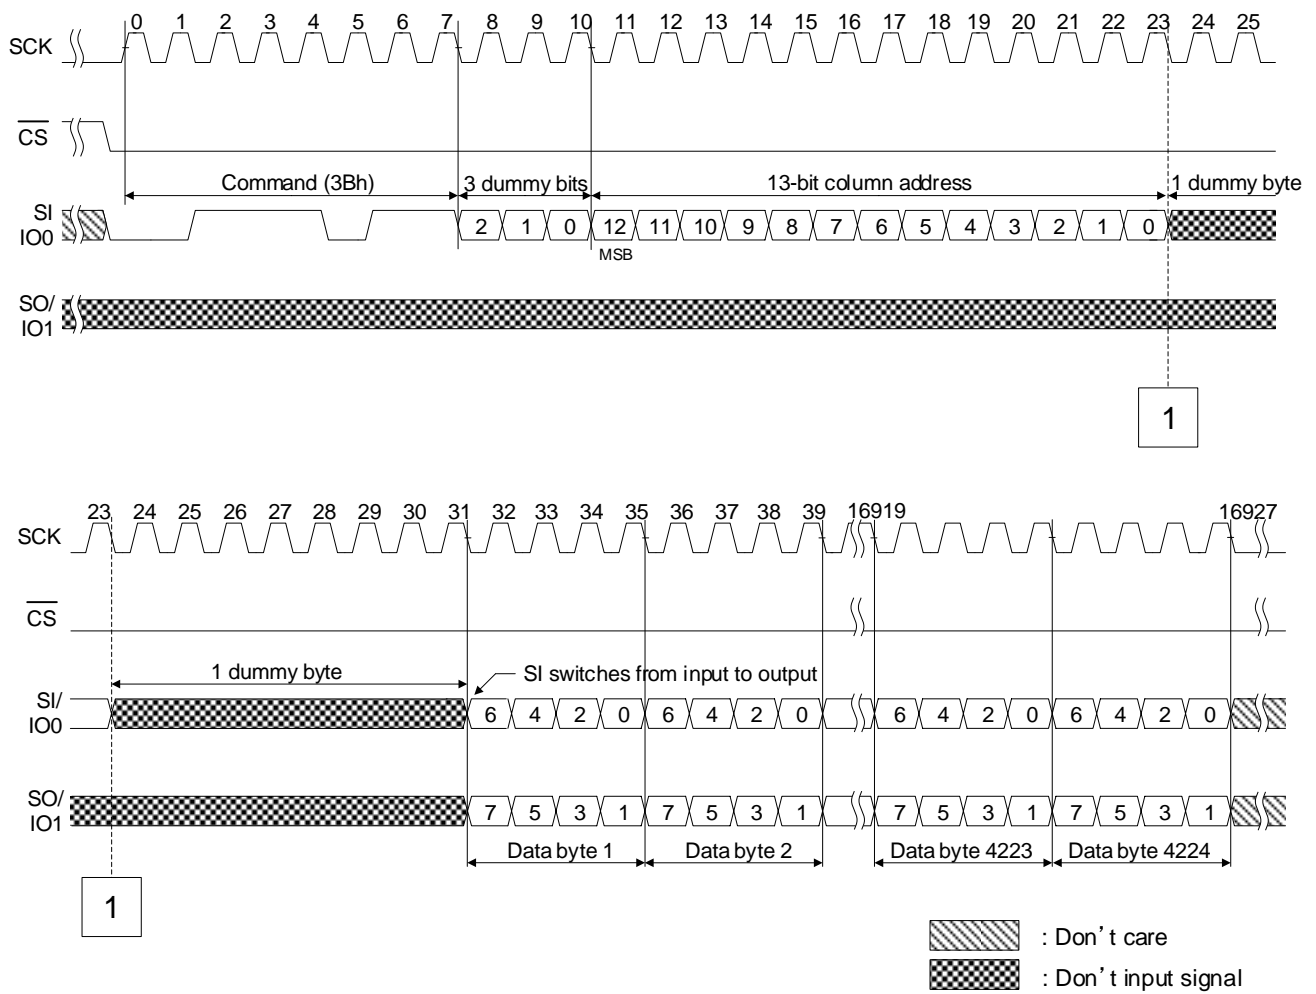 0 1 2 3 4 5 6 7 8 9 10 11 12 13 14 15 16 17 18 19 20 21 22 23 24 25
SCK
CS
Command (3Bh) 3 dummy bits 13-bit column address 1 dummy byte
SI
IO0
2 1 0 12 11 10 9 8 7 6 5 4 3 2 1 0
MSB
SO/
IO1
1
23 24 25 26 27 28 29 30 31 32 33 34 35 36 37 38 39 16919 16927
SCK
CS
1 dummy byte SI switches from input to output
SI/
IO0
6 4 2 0 6 4 2 0 6 4 2 0 6 4 2 0
SO/
IO1
7 5 3 1 7 5 3 1 7 5 3 1 7 5 3 1
Data byte 1 Data byte 2 Data byte 4223 Data byte 4224
1
: Don't care
: Don't input signal